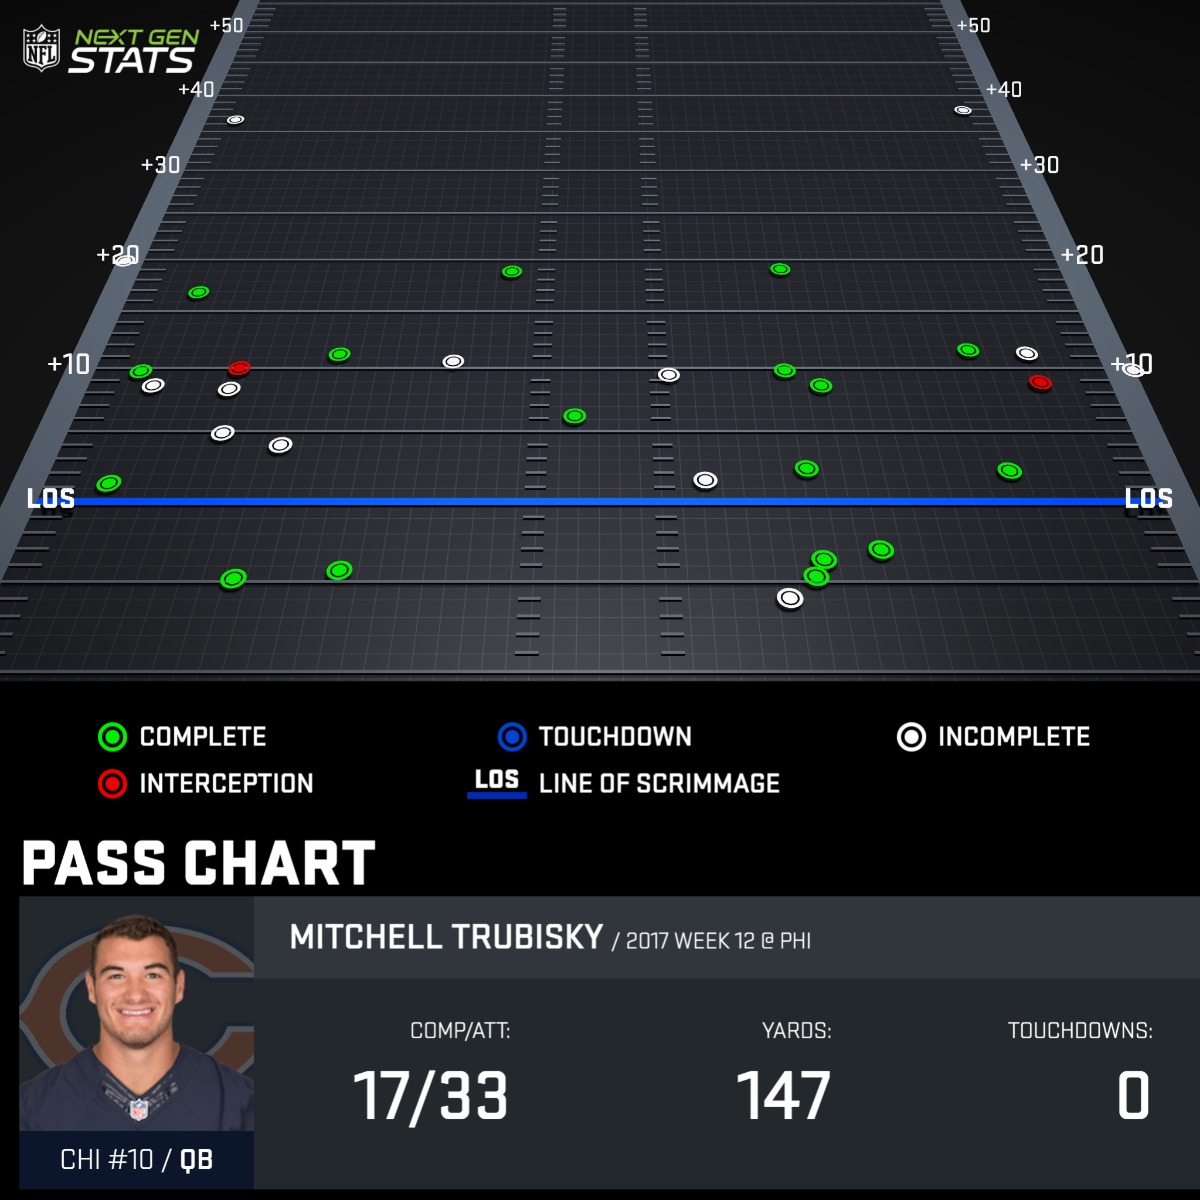 NFL NEXT GEN
STATS
+50 +50
+40 +40
+30 +30
+20 +20
+10 +10
LOS LOS
COMPLETE TOUCHDOWN INCOMPLETE
INTERCEPTION LOS LINE OF SCRIMMAGE
PASS CHART
MITCHELL TRUBISKY / 2017 WEEK 12 @ PHI
COMP/ATT: YARDS: TOUCHDOWNS:
17/33 147 0
CHI #10 / QB